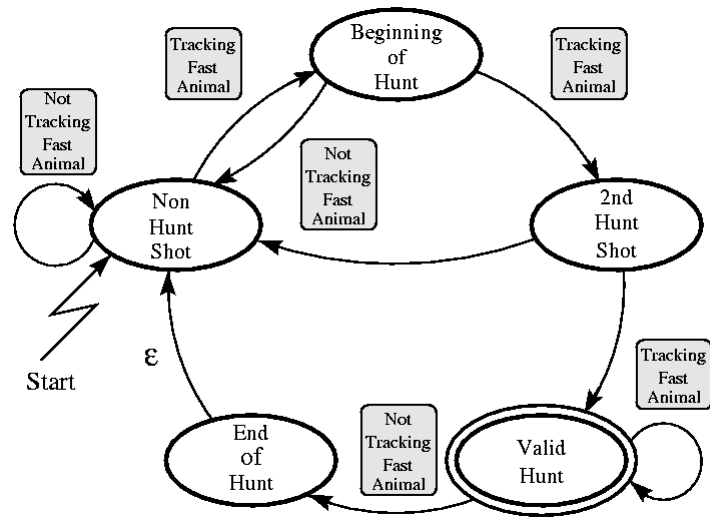 Tracking
Fast
Animal
Beginning
of
Hunt
Tracking
Fast
Animal
Not
Tracking
Fast
Animal
Not
Tracking
Fast
Animal
Non
Hunt
Shot
2nd
Hunt
Shot
ε
Start
Tracking
Fast
Animal
Not
Tracking
Fast
Animal
End
of
Hunt
Valid
Hunt